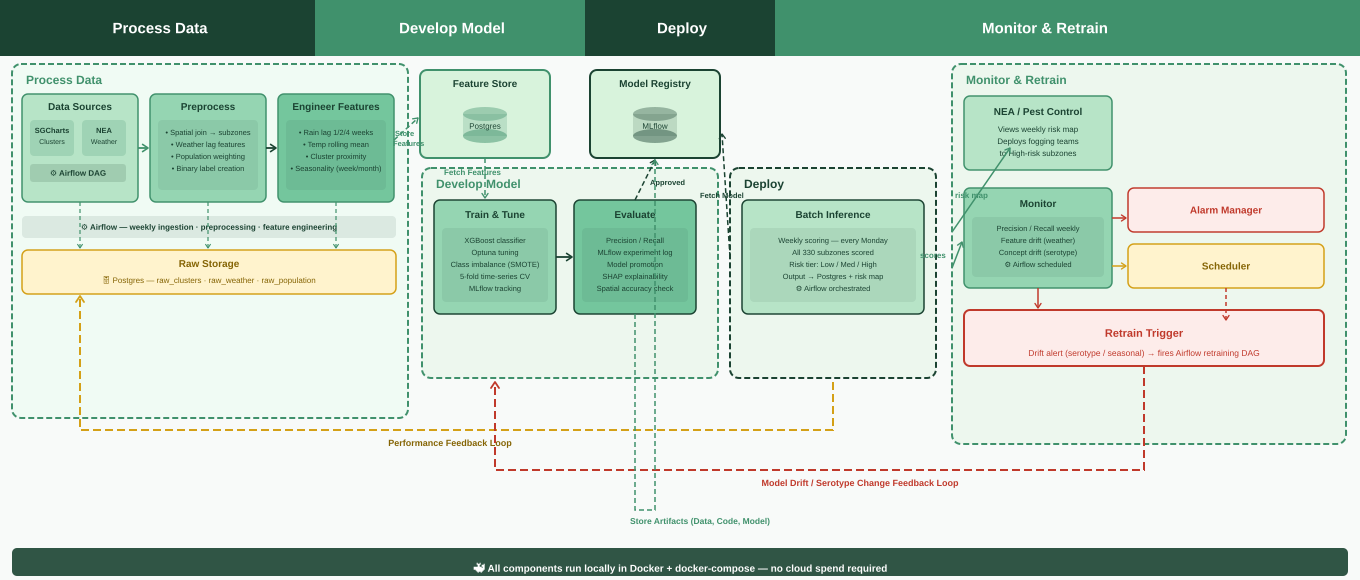 Process Data
Develop Model
Deploy
Monitor & Retrain
Process Data
Data Sources
SGCharts
Clusters
NEA
Weather
⚙ Airflow DAG
Preprocess
• Spatial join → subzones
• Weather lag features
• Population weighting
• Binary label creation
Engineer Features
• Rain lag 1/2/4 weeks
• Temp rolling mean
• Cluster proximity
• Seasonality (week/month)
⚙ Airflow — weekly ingestion · preprocessing · feature engineering
Raw Storage
🗄 Postgres — raw_clusters · raw_weather · raw_population
Store
Features
Feature Store
Postgres
Fetch Features
Model Registry
MLflow
Approved
Fetch Model
Develop Model
Train & Tune
XGBoost classifier
Optuna tuning
Class imbalance (SMOTE)
5-fold time-series CV
MLflow tracking
Evaluate
Precision / Recall
MLflow experiment log
Model promotion
SHAP explainability
Spatial accuracy check
Deploy
Batch Inference
Weekly scoring — every Monday
All 330 subzones scored
Risk tier: Low / Med / High
Output → Postgres + risk map
⚙ Airflow orchestrated
scores
risk map
Monitor & Retrain
NEA / Pest Control
Views weekly risk map
Deploys fogging teams
to High-risk subzones
Monitor
Precision / Recall weekly
Feature drift (weather)
Concept drift (serotype)
⚙ Airflow scheduled
Alarm Manager
Scheduler
Retrain Trigger
Drift alert (serotype / seasonal) → fires Airflow retraining DAG
Performance Feedback Loop
Model Drift / Serotype Change Feedback Loop
Store Artifacts (Data, Code, Model)
🐳 All components run locally in Docker + docker-compose — no cloud spend required